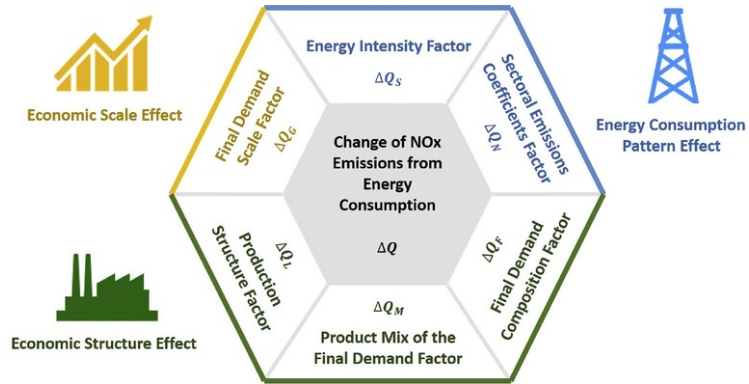 Energy Intensity Factor
ΔQ_S
Sectoral Emissions
Coefficients Factor
ΔQ_N
Final Demand
Scale Factor
ΔQ_G
Economic Scale Effect
Energy Consumption
Pattern Effect
Change of NOx
Emissions from
Energy
Consumption
ΔQ
Production
Structure Factor
ΔQ_L
ΔQ_F
Final Demand
Composition Factor
ΔQ_M
Product Mix of the
Final Demand Factor
Economic Structure Effect